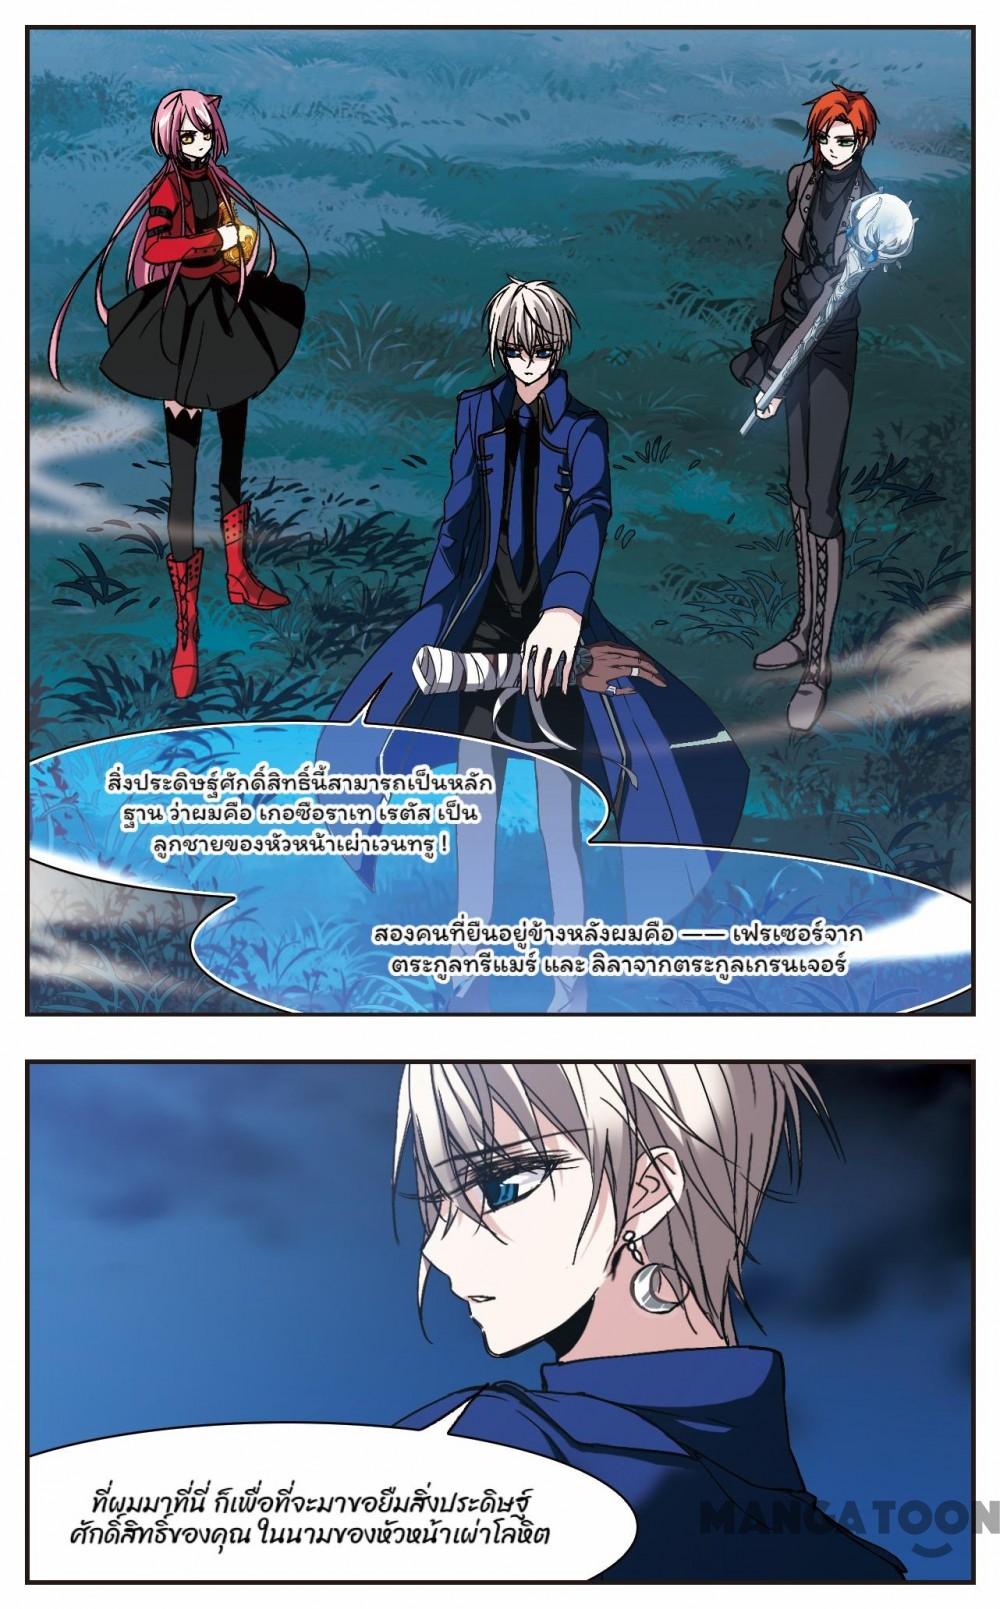 สิ่งประดิษฐ์ศักดิ์สิทธิ์นี้สามารถเป็นหลัก
ฐาน ว่าผมคือ เกอซือราเท เรตัส เป็น
ลูกชายของหัวหน้าเผ่าเวนทรู !
สองคนที่ยืนอยู่ข้างหลังผมคือ —— เฟรเซอร์จาก
ตระกูลทรีแมร์ และ ลิลาจากตระกูลเกรนเจอร์
ที่ผมมาที่นี่ ก็เพื่อที่จะมาขอยืมสิ่งประดิษฐ์
ศักดิ์สิทธิ์ของคุณ ในนามของหัวหน้าเผ่าโลหิต
MANGATOON